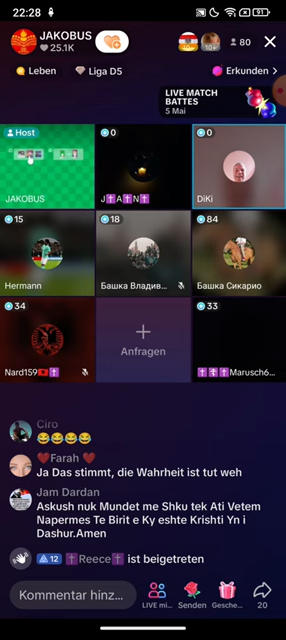 22:28
91
JAKOBUS
25.1K
10+
80
Leben
Liga D5
Erkunden >
LIVE MATCH
BATTES
5 Mai
Host
0
0
JAKOBUS
J✝️A✝️N✝️
DiKi
15
18
84
Hermann
Башка Владив...
Башка Сикарио
34
33
Nard159🇦🇱✝️
Anfragen
✝️✝️✝️Marusch6...
Ciro
😂😂😂😂
❤️Farah ❤️
Ja Das stimmt, die Wahrheit ist tut weh
Jam Dardan
Askush nuk Mundet me Shku tek Ati Vetem
Napermes Te Birit e Ky eshte Krishti Yn i
Dashur.Amen
12 ✝️Reece✝️ ist beigetreten
Kommentar hinz...
LIVE mi...
Senden
Gesche...
20